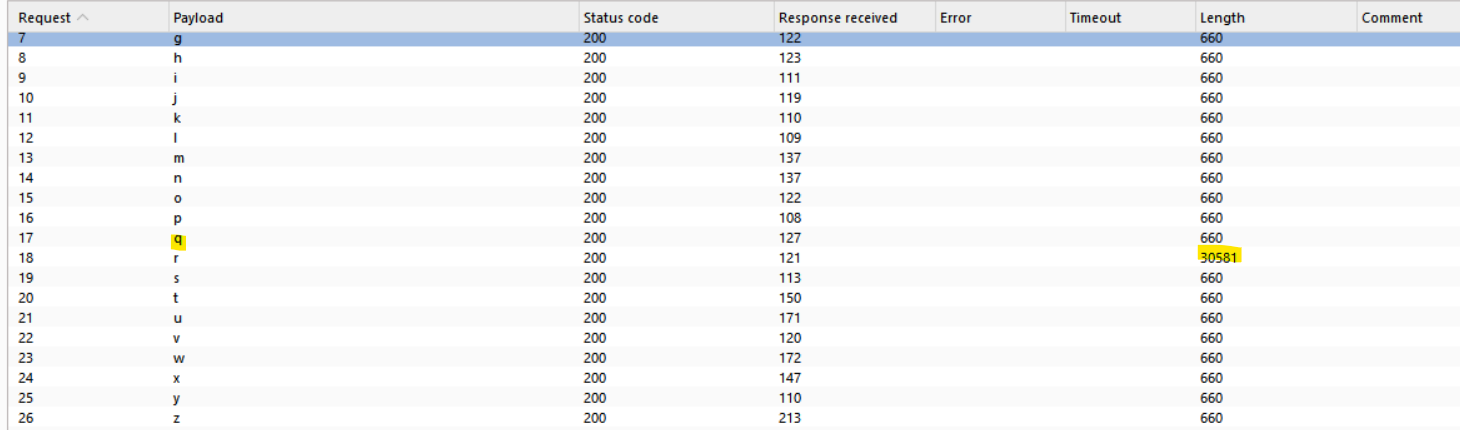 Request Payload Status code Response received Error Timeout Length Comment
7 g 200 122 660
8 h 200 123 660
9 i 200 111 660
10 j 200 119 660
11 k 200 110 660
12 l 200 109 660
13 m 200 137 660
14 n 200 137 660
15 o 200 122 660
16 p 200 108 660
17 q 200 127 660
18 r 200 121 30581
19 s 200 113 660
20 t 200 150 660
21 u 200 171 660
22 v 200 120 660
23 w 200 172 660
24 x 200 147 660
25 y 200 110 660
26 z 200 213 660